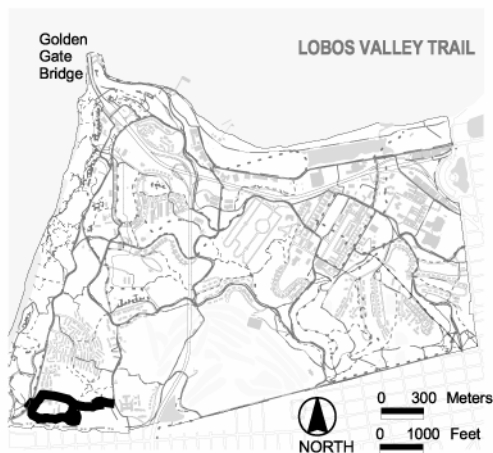 Golden
Gate
Bridge
LOBOS VALLEY TRAIL
0 300 Meters
0 1000 Feet
NORTH